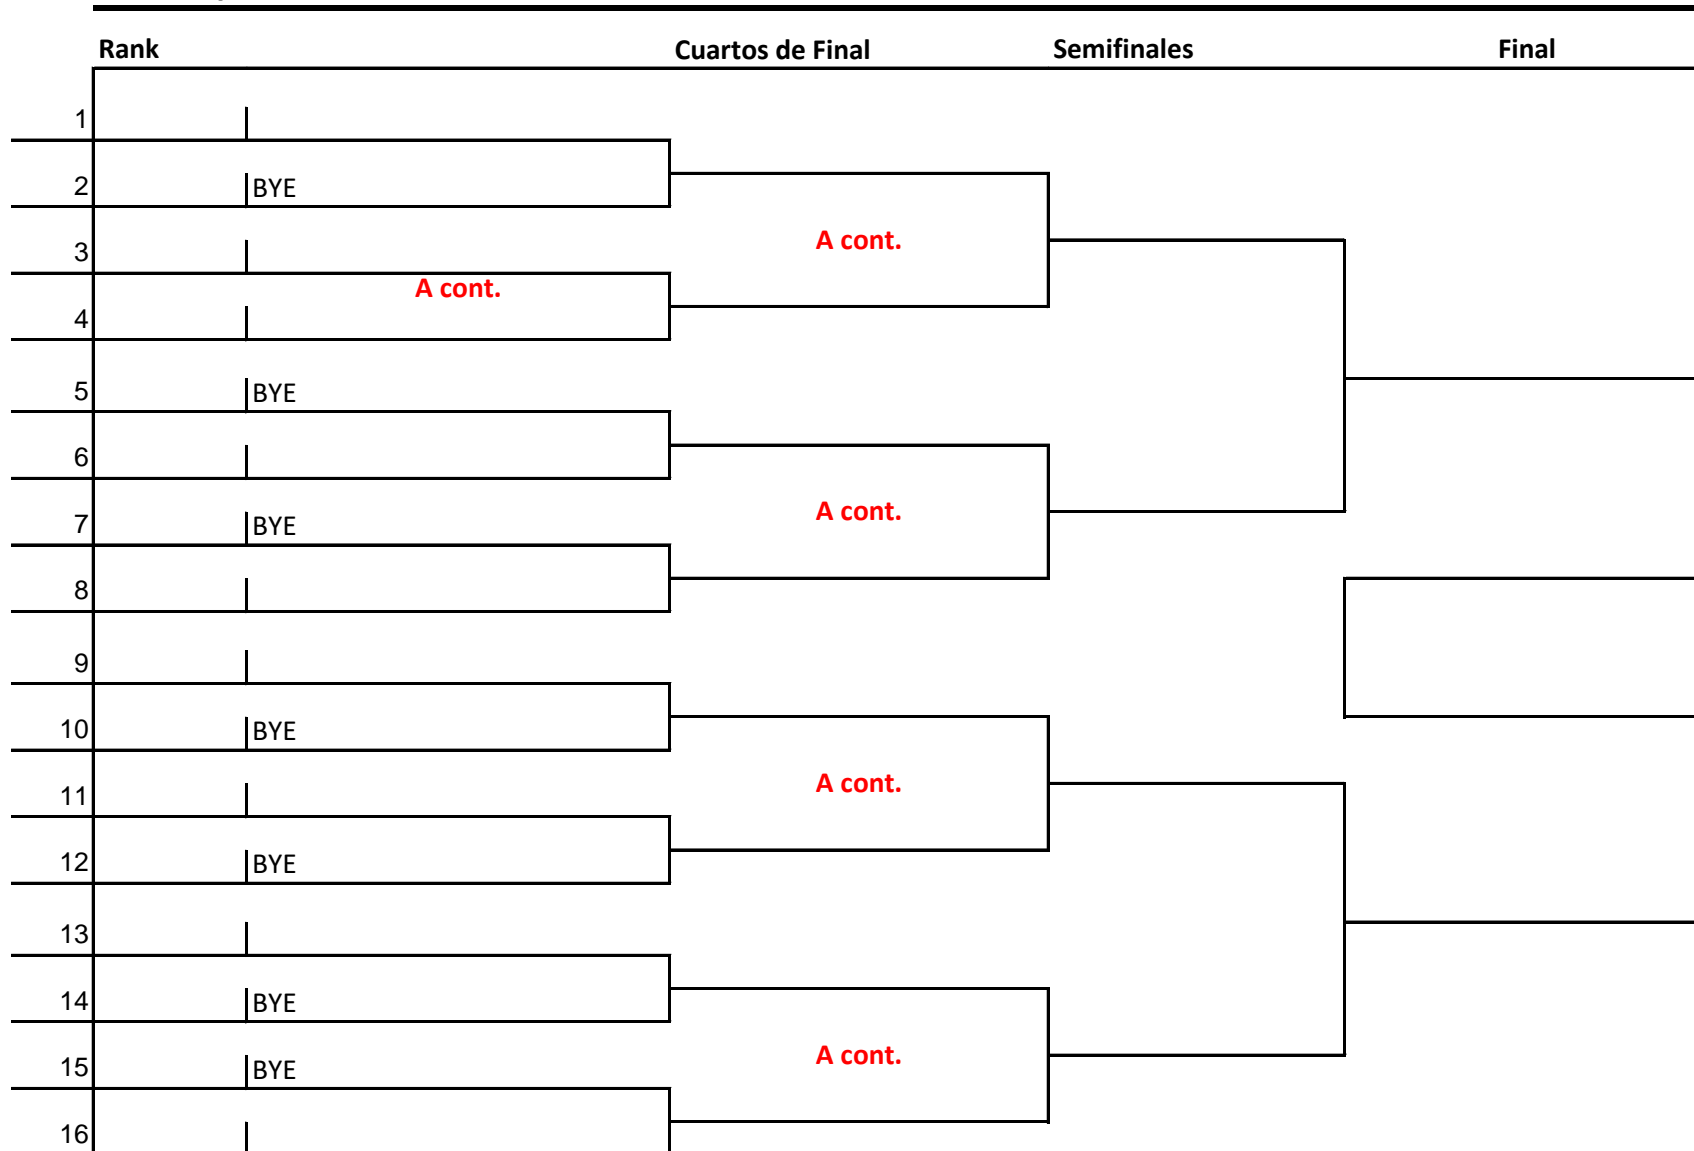 Rank Cuartos de Final Semifinales Final
1
2 BYE
A cont.
3
A cont.
4
5 BYE
6
A cont.
7 BYE
8
9
10 BYE
A cont.
11
12 BYE
13
14 BYE
A cont.
15 BYE
16